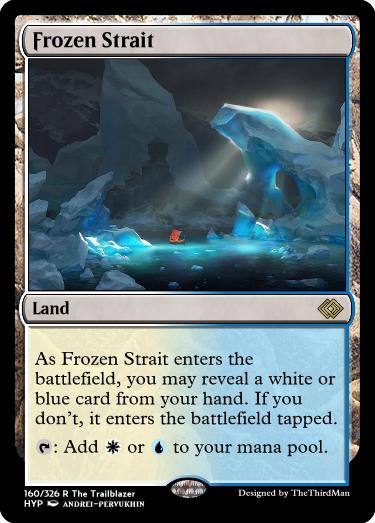 Frozen Strait
Land
As Frozen Strait enters the
battlefield, you may reveal a white or
blue card from your hand. If you
don't, it enters the battlefield tapped.
: Add or to your mana pool.
160/326 R The Trailblazer
Designed by TheThirdMan
HYP ANDREI-PERVUKHIN